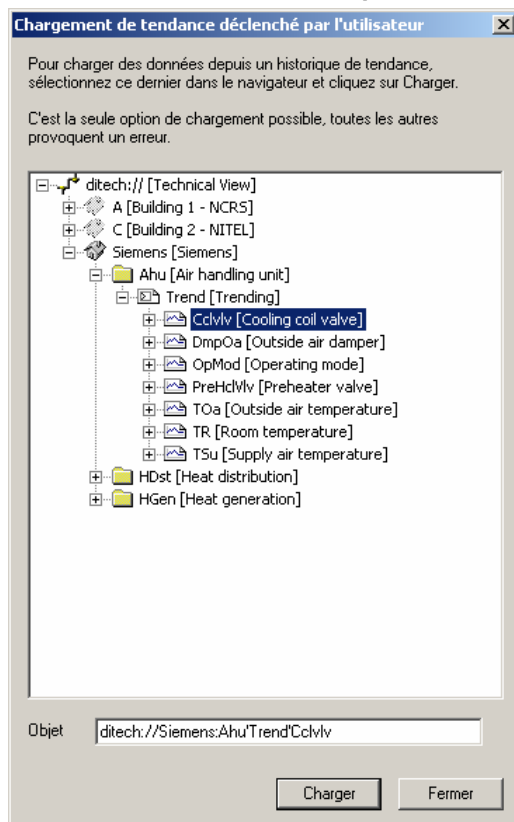 Chargement de tendance déclenché par l'utilisateur
Pour charger des données depuis un historique de tendance,
sélectionnez ce dernier dans le navigateur et cliquez sur Charger.
C'est la seule option de chargement possible, toutes les autres
provoquent un erreur.
ditech:// [Technical View]
A [Building 1 - NCRS]
C [Building 2 - NITEL]
Siemens [Siemens]
Ahu [Air handling unit]
Trend [Trending]
Cclvlv [Cooling coil valve]
DmpOa [Outside air damper]
OpMod [Operating mode]
PreHclVlv [Preheater valve]
TOa [Outside air temperature]
TR [Room temperature]
TSu [Supply air temperature]
HDst [Heat distribution]
HGen [Heat generation]
Objet ditech://Siemens:Ahu'Trend'Cclvlv
Charger Fermer